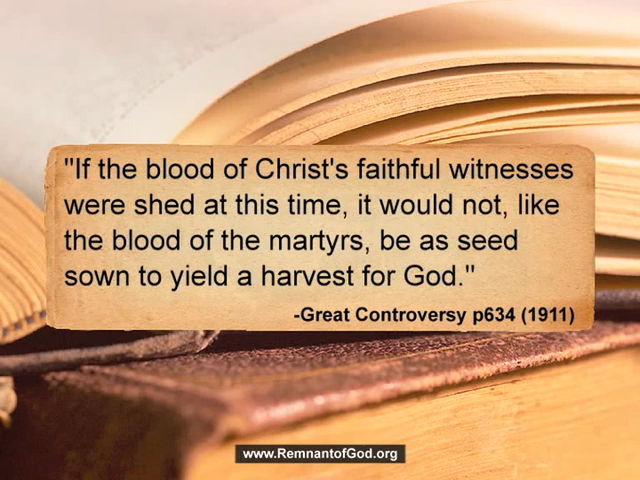 "If the blood of Christ's faithful witnesses
were shed at this time, it would not, like
the blood of the martyrs, be as seed
sown to yield a harvest for God."
-Great Controversy p634 (1911)
www.RemnantofGod.org